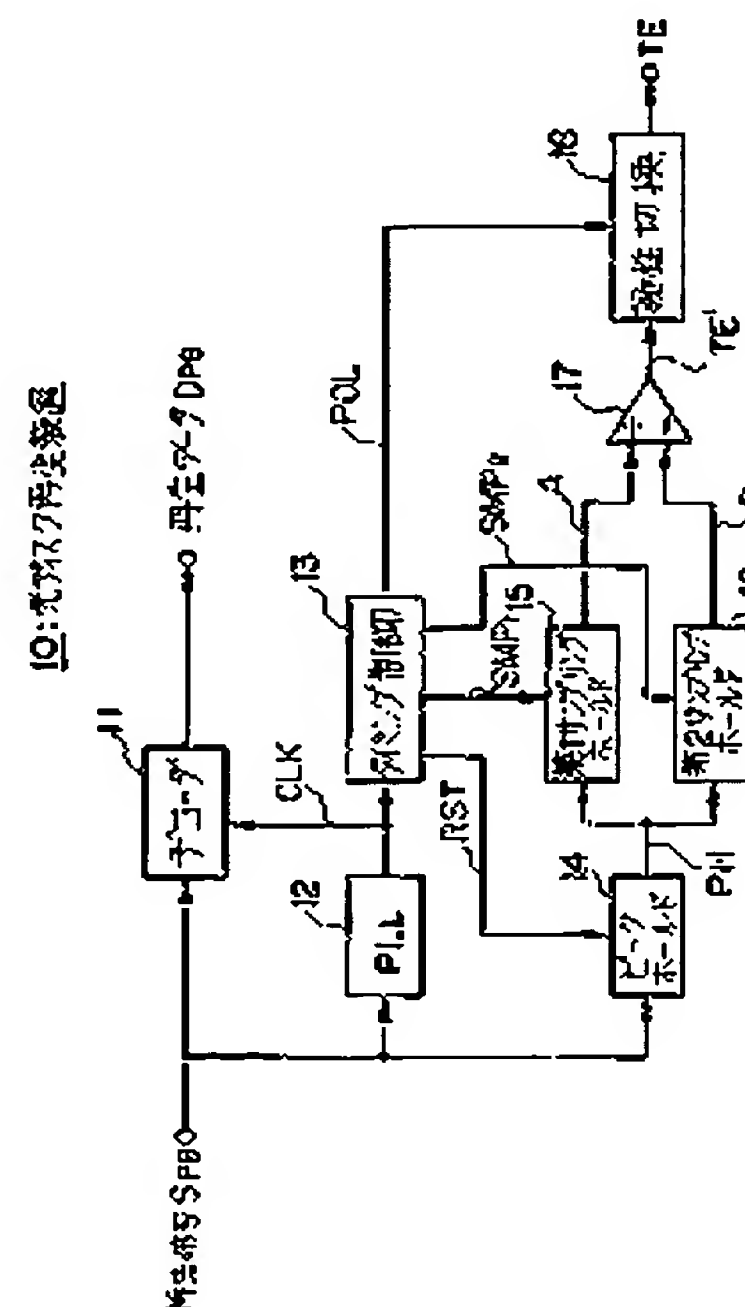 10:光ディスク再生装置
再生信号SPB
11
デコーダ
再生データDPB
12
PLL
CLK
13
タイミング制御
POL
RST
SMPI
SMPII
14
ピーク
ホールド
PH
15
第1サンプリング
ホールド
第2サンプリング
ホールド
A
17
TE'
18
極性切換
TE